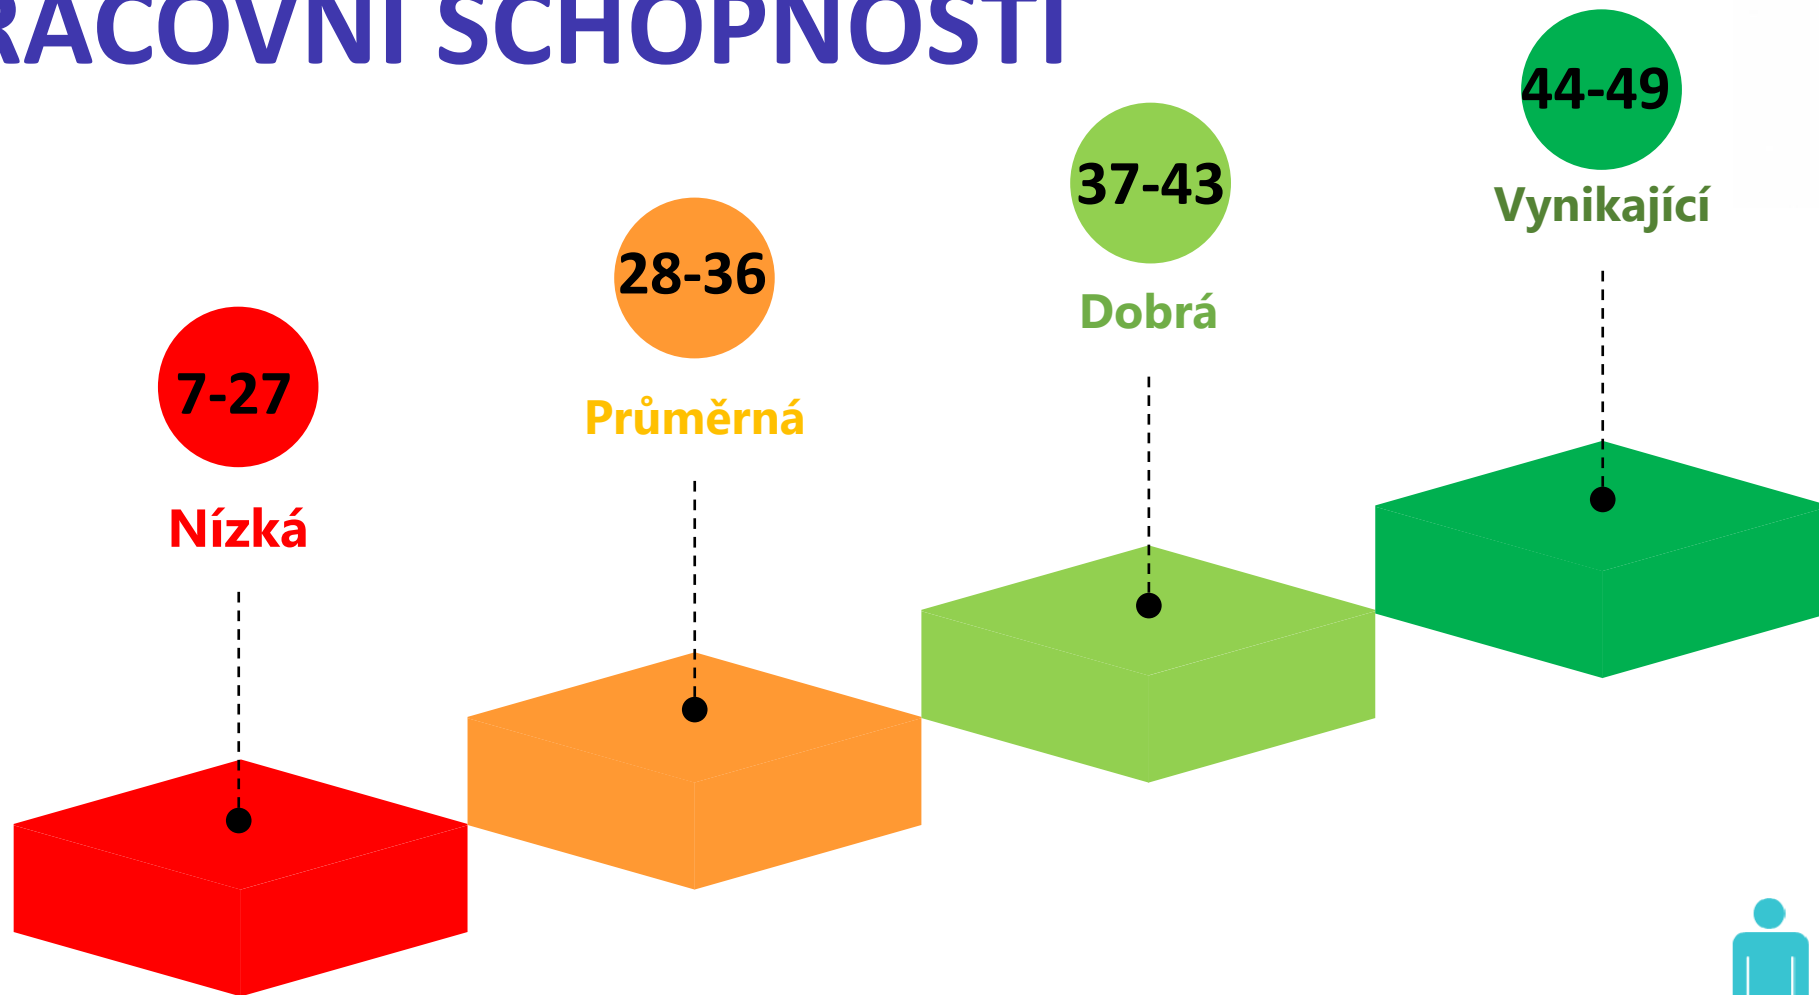 RACOVNÍ SCHOPNOSTI
44-49
Vynikající
37-43
Dobrá
28-36
Průměrná
7-27
Nízká